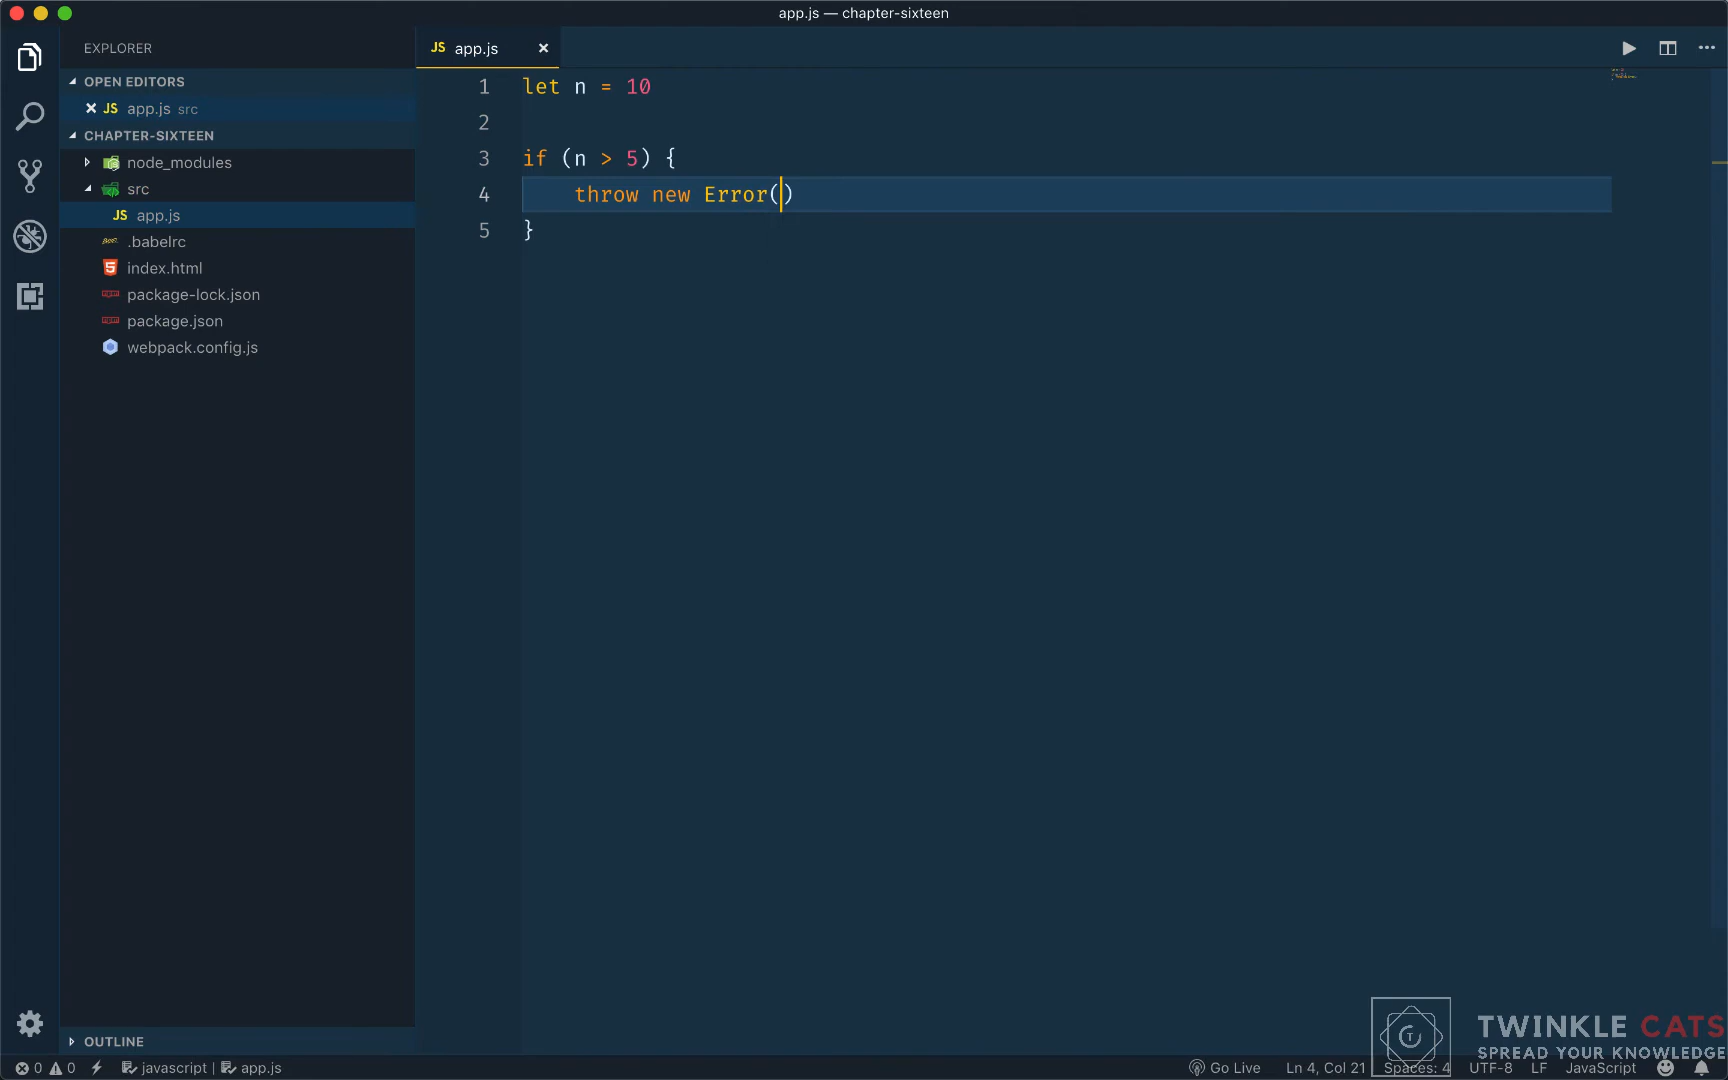 app.js — chapter-sixteen
EXPLORER
OPEN EDITORS
JS app.js src
CHAPTER-SIXTEEN
node_modules
src
JS app.js
.babelrc
index.html
package-lock.json
package.json
webpack.config.js
OUTLINE
JS app.js
1 let n = 10
2
3 if (n > 5) {
4 throw new Error()
5 }
TWINKLE CATS
SPREAD YOUR KNOWLEDGE
0 0 javascript | app.js
Go Live Ln 4, Col 21 Spaces: 4 UTF-8 LF JavaScript